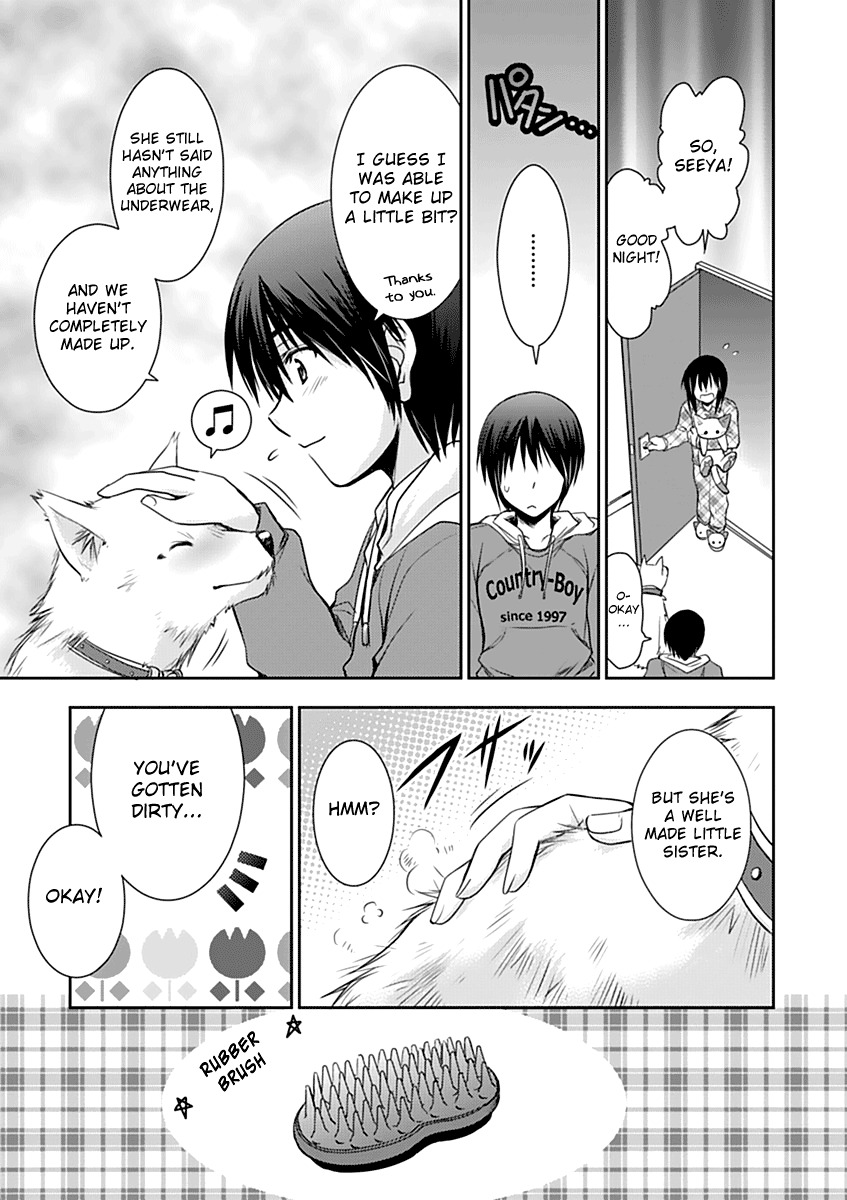 SO,
SEEYA!
GOOD
NIGHT!
O-
OKAY
...
パタン…
………
Country-Boy
since 1997
I GUESS I
WAS ABLE
TO MAKE UP
A LITTLE BIT?
Thanks
to you.
SHE STILL
HASN'T SAID
ANYTHING
ABOUT THE
UNDERWEAR,
AND WE
HAVEN'T
COMPLETELY
MADE UP.
♫
BUT SHE'S
A WELL
MADE LITTLE
SISTER.
HMM?
YOU'VE
GOTTEN
DIRTY...
OKAY!
RUBBER
BRUSH